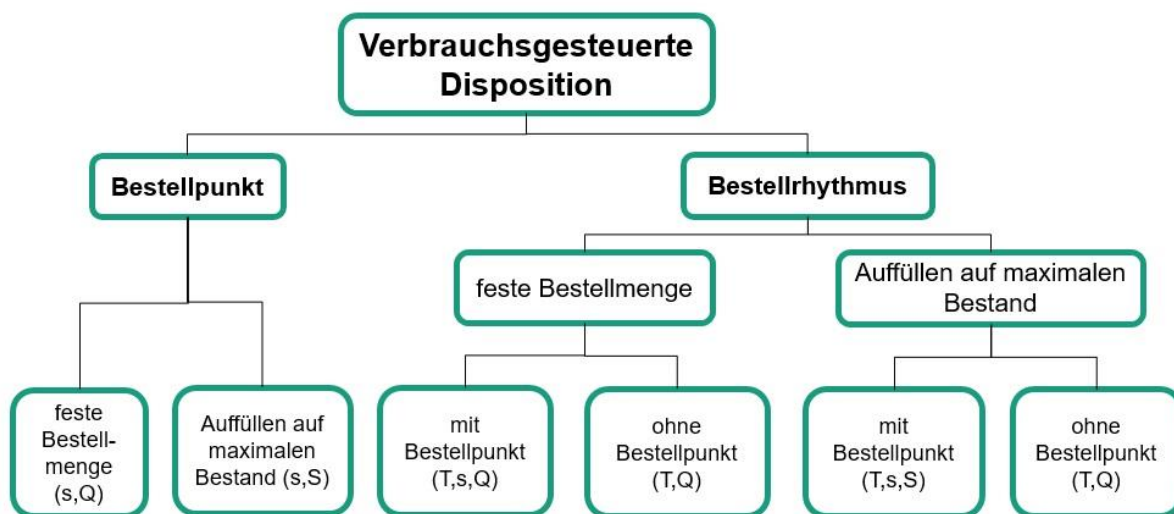 Verbrauchsgesteuerte
Disposition
Bestellpunkt
Bestellrhythmus
feste Bestellmenge
Auffüllen auf maximalen
Bestand
feste
Bestell-
menge
(s,Q)
Auffüllen auf
maximalen
Bestand (s,S)
mit
Bestellpunkt
(T,s,Q)
ohne
Bestellpunkt
(T,Q)
mit
Bestellpunkt
(T,s,S)
ohne
Bestellpunkt
(T,Q)